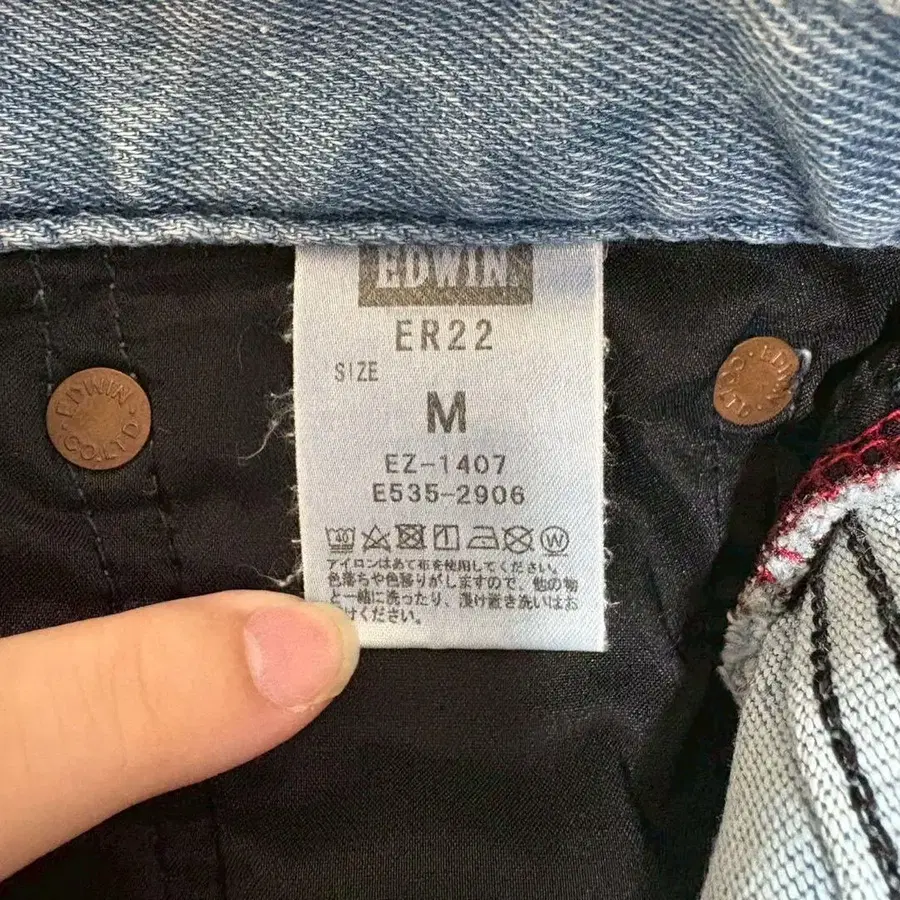 EDWIN
ER22
SIZE
M
EZ-1407
E535-2906
40
W
アイロンはあて布を使用してください。
色落ちや色移りがしますので、他の物
と一緒に洗ったり、漬け置き洗いはお
けください。
EDWIN CO., LTD
EDWIN CO., LTD